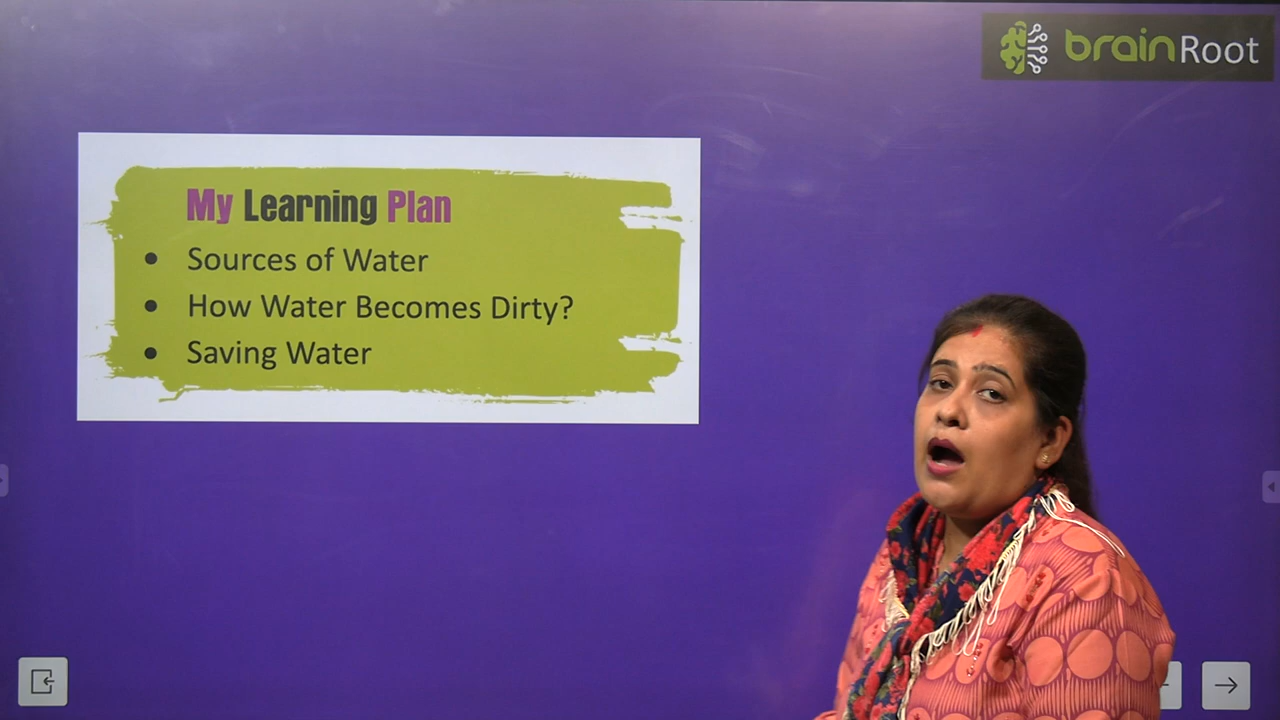 brainRoot
My Learning Plan
• Sources of Water
• How Water Becomes Dirty?
• Saving Water